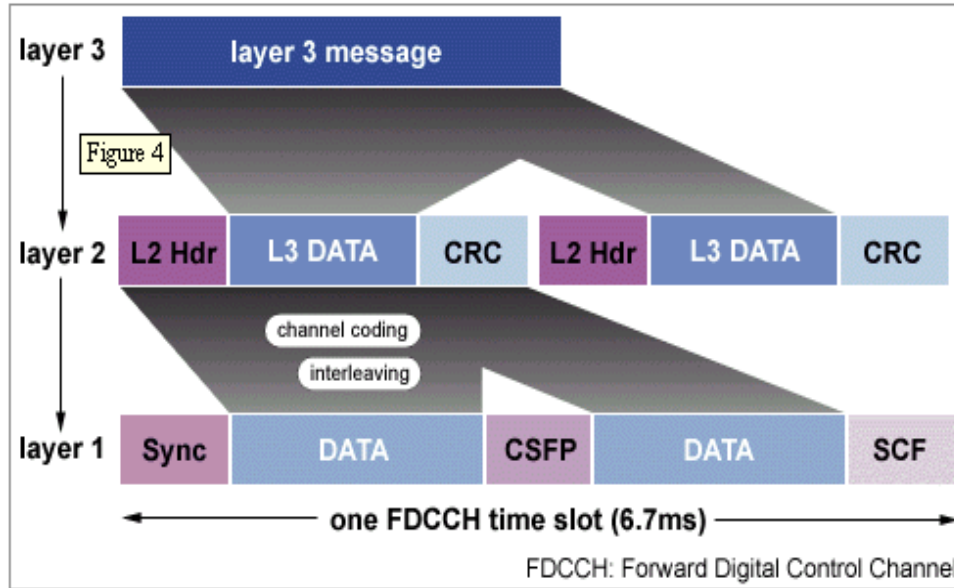 layer 3
layer 3 message
Figure 4
layer 2
L2 Hdr L3 DATA CRC L2 Hdr L3 DATA CRC
channel coding
interleaving
layer 1
Sync DATA CSFP DATA SCF
one FDCCH time slot (6.7ms)
FDCCH: Forward Digital Control Channel